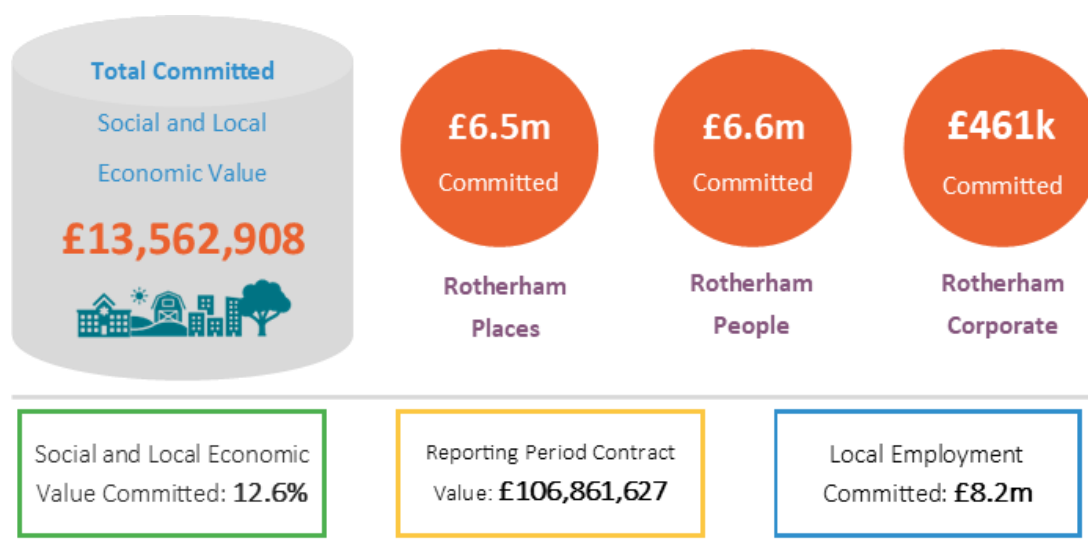 Total Committed
Social and Local
Economic Value
£13,562,908
£6.5m
Committed
Rotherham
Places
£6.6m
Committed
Rotherham
People
£461k
Committed
Rotherham
Corporate
Social and Local Economic
Value Committed: 12.6%
Reporting Period Contract
Value: £106,861,627
Local Employment
Committed: £8.2m